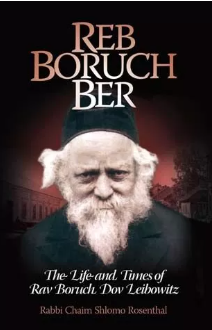 REB
BORUCH
BER
The Life and Times of
Rav Boruch Dov Leibowitz
Rabbi Chaim Shlomo Rosenthal